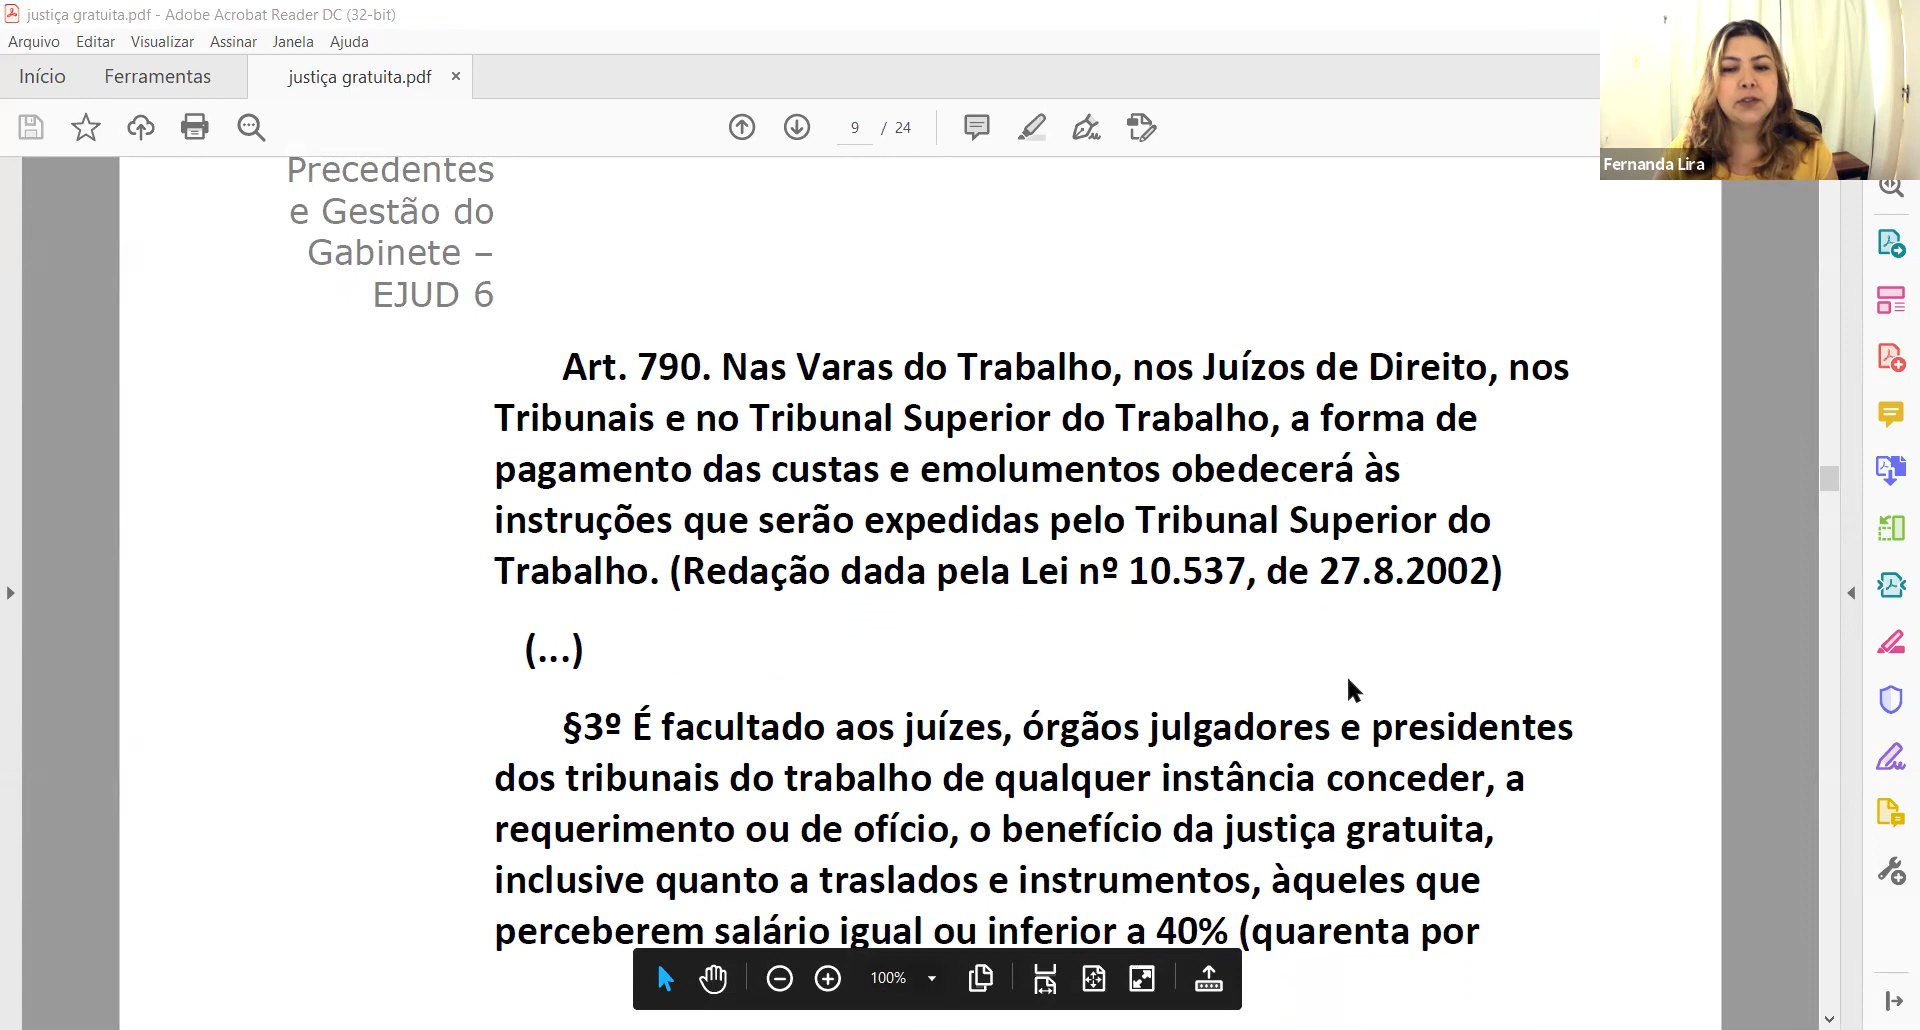 justiça gratuita.pdf - Adobe Acrobat Reader DC (32-bit)
Arquivo Editar Visualizar Assinar Janela Ajuda
Início Ferramentas justiça gratuita.pdf ×
9 / 24
Fernanda Lira
Precedentes
e Gestão do
Gabinete –
EJUD 6
Art. 790. Nas Varas do Trabalho, nos Juízos de Direito, nos
Tribunais e no Tribunal Superior do Trabalho, a forma de
pagamento das custas e emolumentos obedecerá às
instruções que serão expedidas pelo Tribunal Superior do
Trabalho. (Redação dada pela Lei nº 10.537, de 27.8.2002)
(...)
§3º É facultado aos juízes, órgãos julgadores e presidentes
dos tribunais do trabalho de qualquer instância conceder, a
requerimento ou de ofício, o benefício da justiça gratuita,
inclusive quanto a traslados e instrumentos, àqueles que
perceberem salário igual ou inferior a 40% (quarenta por
100%